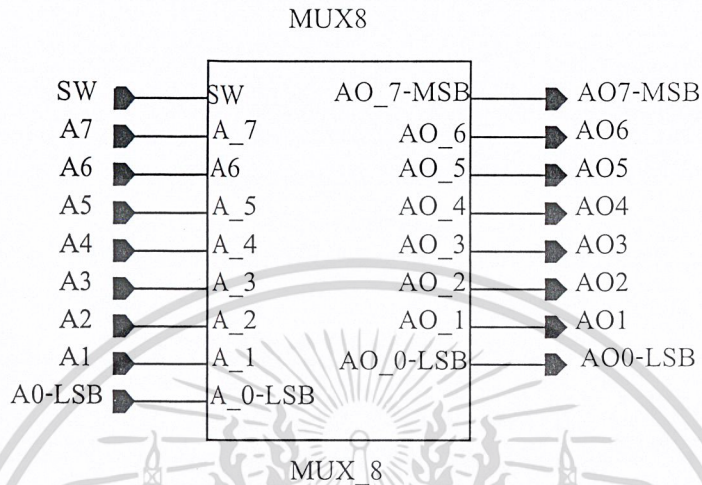 MUX8
SW SW AO_7-MSB AO7-MSB
A7 A_7 AO_6 AO6
A6 A6 AO_5 AO5
A5 A_5 AO_4 AO4
A4 A_4 AO_3 AO3
A3 A_3 AO_2 AO2
A2 A_2 AO_1 AO1
A1 A_1 AO_0-LSB AO0-LSB
A0-LSB A_0-LSB
MUX_8